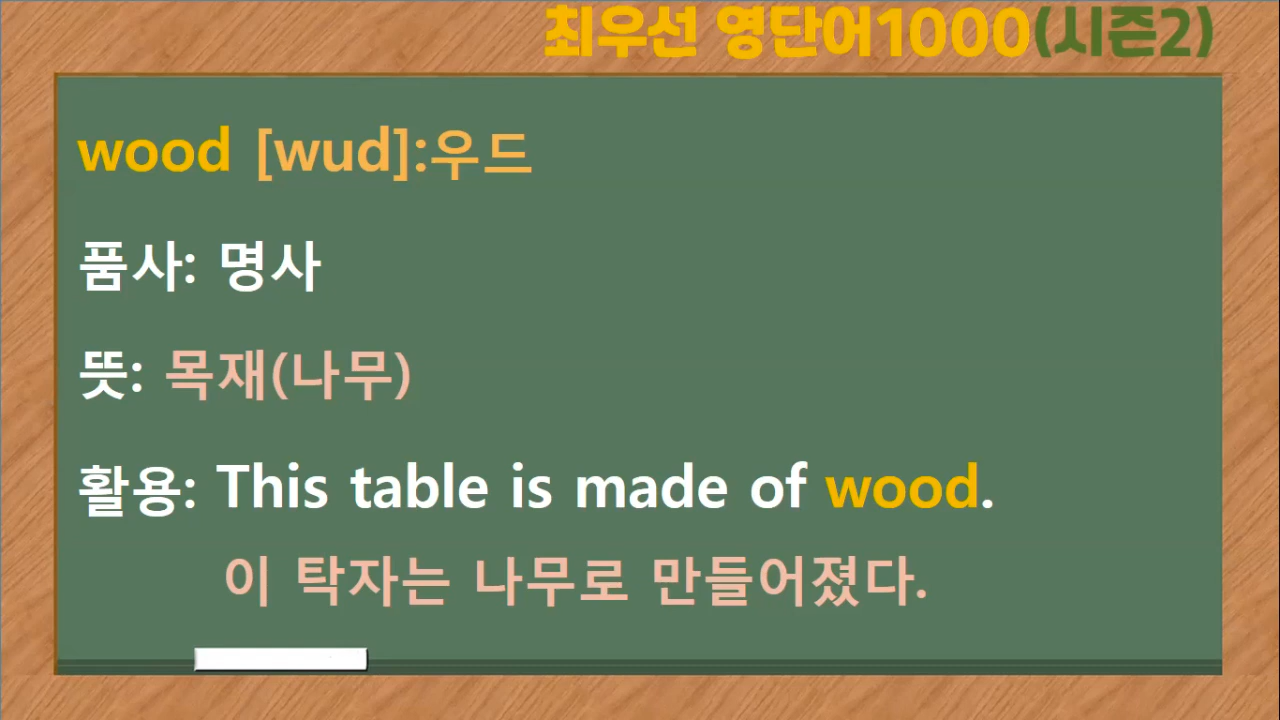 최우선 영단어1000(시즌2)
wood [wud]:우드
품사: 명사
뜻: 목재(나무)
활용: This table is made of wood.
이 탁자는 나무로 만들어졌다.